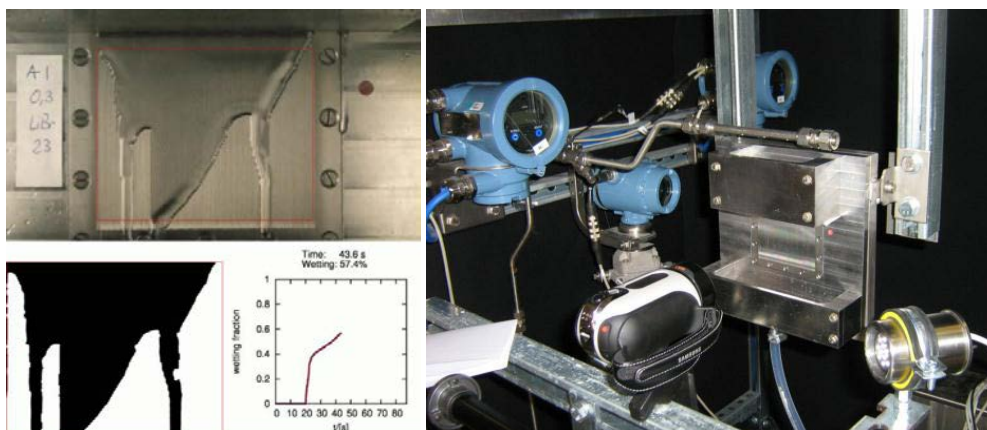 A1
0,3
LiBr
23
Time: 43.6 s
Wetting: 57.4%
wetting fraction
1
0.8
0.6
0.4
0.2
0
0 10 20 30 40 50 60 70 80
t/[s]
SAMSUNG